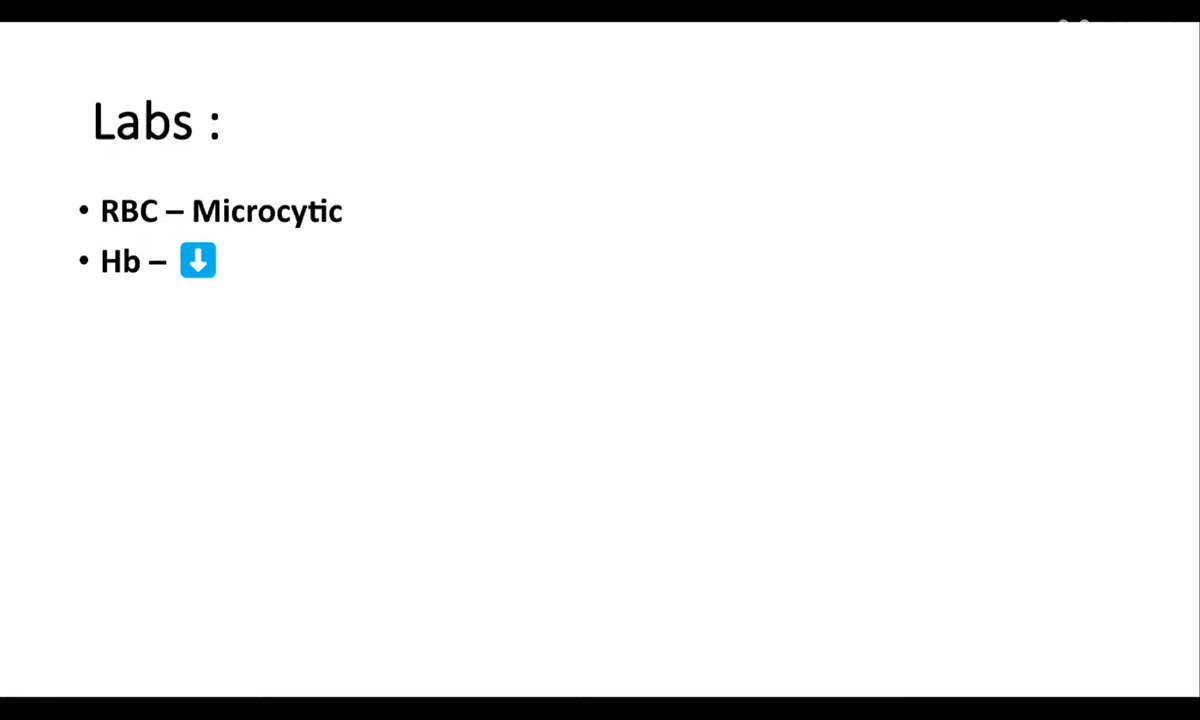 Labs :
• RBC – Microcytic
• Hb – ⬇️